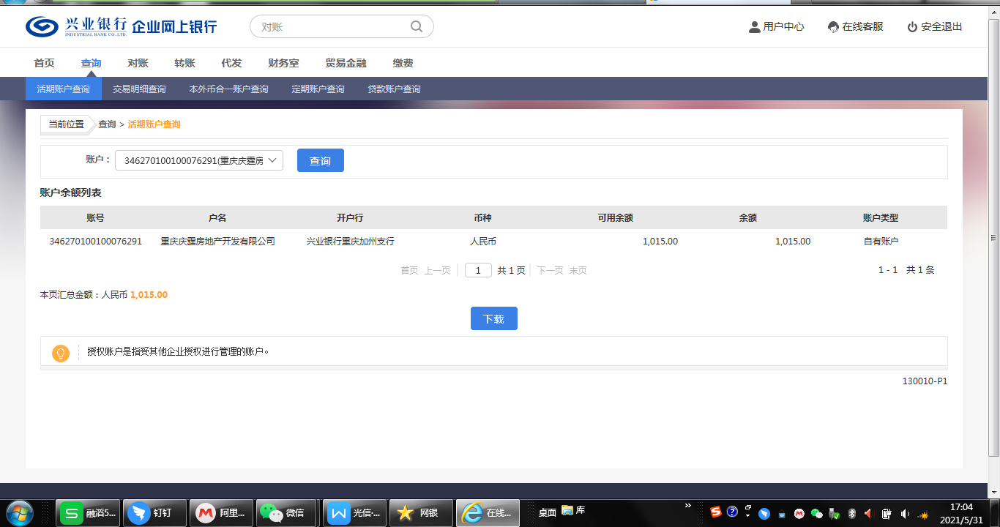 兴业银行 企业网上银行
INDUSTRIAL BANK CO.,LTD.
对账
用户中心 在线客服 安全退出
首页 查询 对账 转账 代发 财务室 贸易金融 缴费
活期账户查询 交易明细查询 本外币合一账户查询 定期账户查询 贷款账户查询
当前位置 查询 > 活期账户查询
账户： 346270100100076291(重庆庆霆房 查询
账户余额列表
账号 户名 开户行 币种 可用余额 余额 账户类型
346270100100076291 重庆庆霆房地产开发有限公司 兴业银行重庆加州支行 人民币 1,015.00 1,015.00 自有账户
首页 上一页 1 共 1 页 下一页 末页 1 - 1 共 1 条
本页汇总金额：人民币 1,015.00
下载
授权账户是指受其他企业授权进行管理的账户。
130010-P1
融滔5... 钉钉 阿里... 微信 光信·... 网银 在线... 桌面 库 17:04
2021/5/31